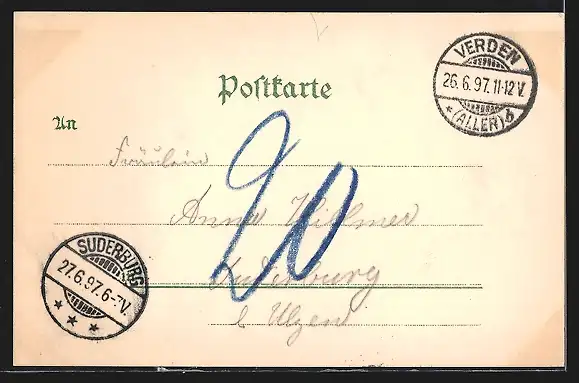 VERDEN
26.6.97.11-12V.
* (ALLER) b
Postkarte
An
Fräulein
Anna Willmer
20
Suderburg
b Ulzen
SUDERBURG
27.6.97.6-7V.
* * *